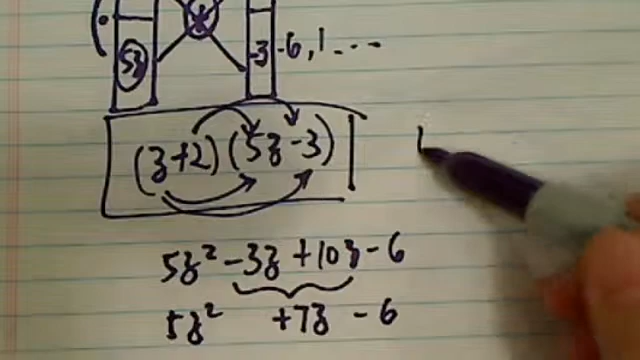 5z -3 -6, 1 ...
(z+2)(5z-3)
5z² -3z +10z -6
5z² +7z -6